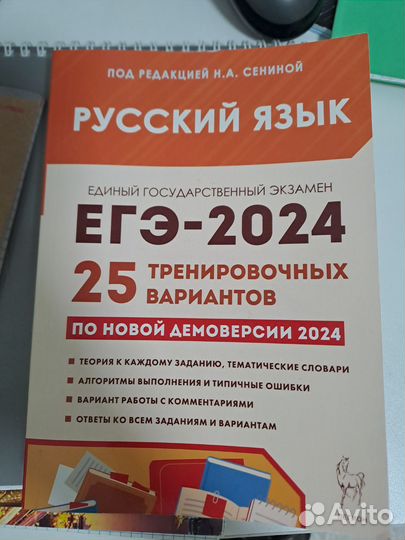 ПОД РЕДАКЦИЕЙ Н.А. СЕНИНОЙ
РУССКИЙ ЯЗЫК
ЕДИНЫЙ ГОСУДАРСТВЕННЫЙ ЭКЗАМЕН
ЕГЭ-2024
25 ТРЕНИРОВОЧНЫХ
ВАРИАНТОВ
ПО НОВОЙ ДЕМОВЕРСИИ 2024
ТЕОРИЯ К КАЖДОМУ ЗАДАНИЮ, ТЕМАТИЧЕСКИЕ СЛОВАРИ
АЛГОРИТМЫ ВЫПОЛНЕНИЯ И ТИПИЧНЫЕ ОШИБКИ
ВАРИАНТ РАБОТЫ С КОММЕНТАРИЯМИ
ОТВЕТЫ КО ВСЕМ ЗАДАНИЯМ И ВАРИАНТАМ
Avito